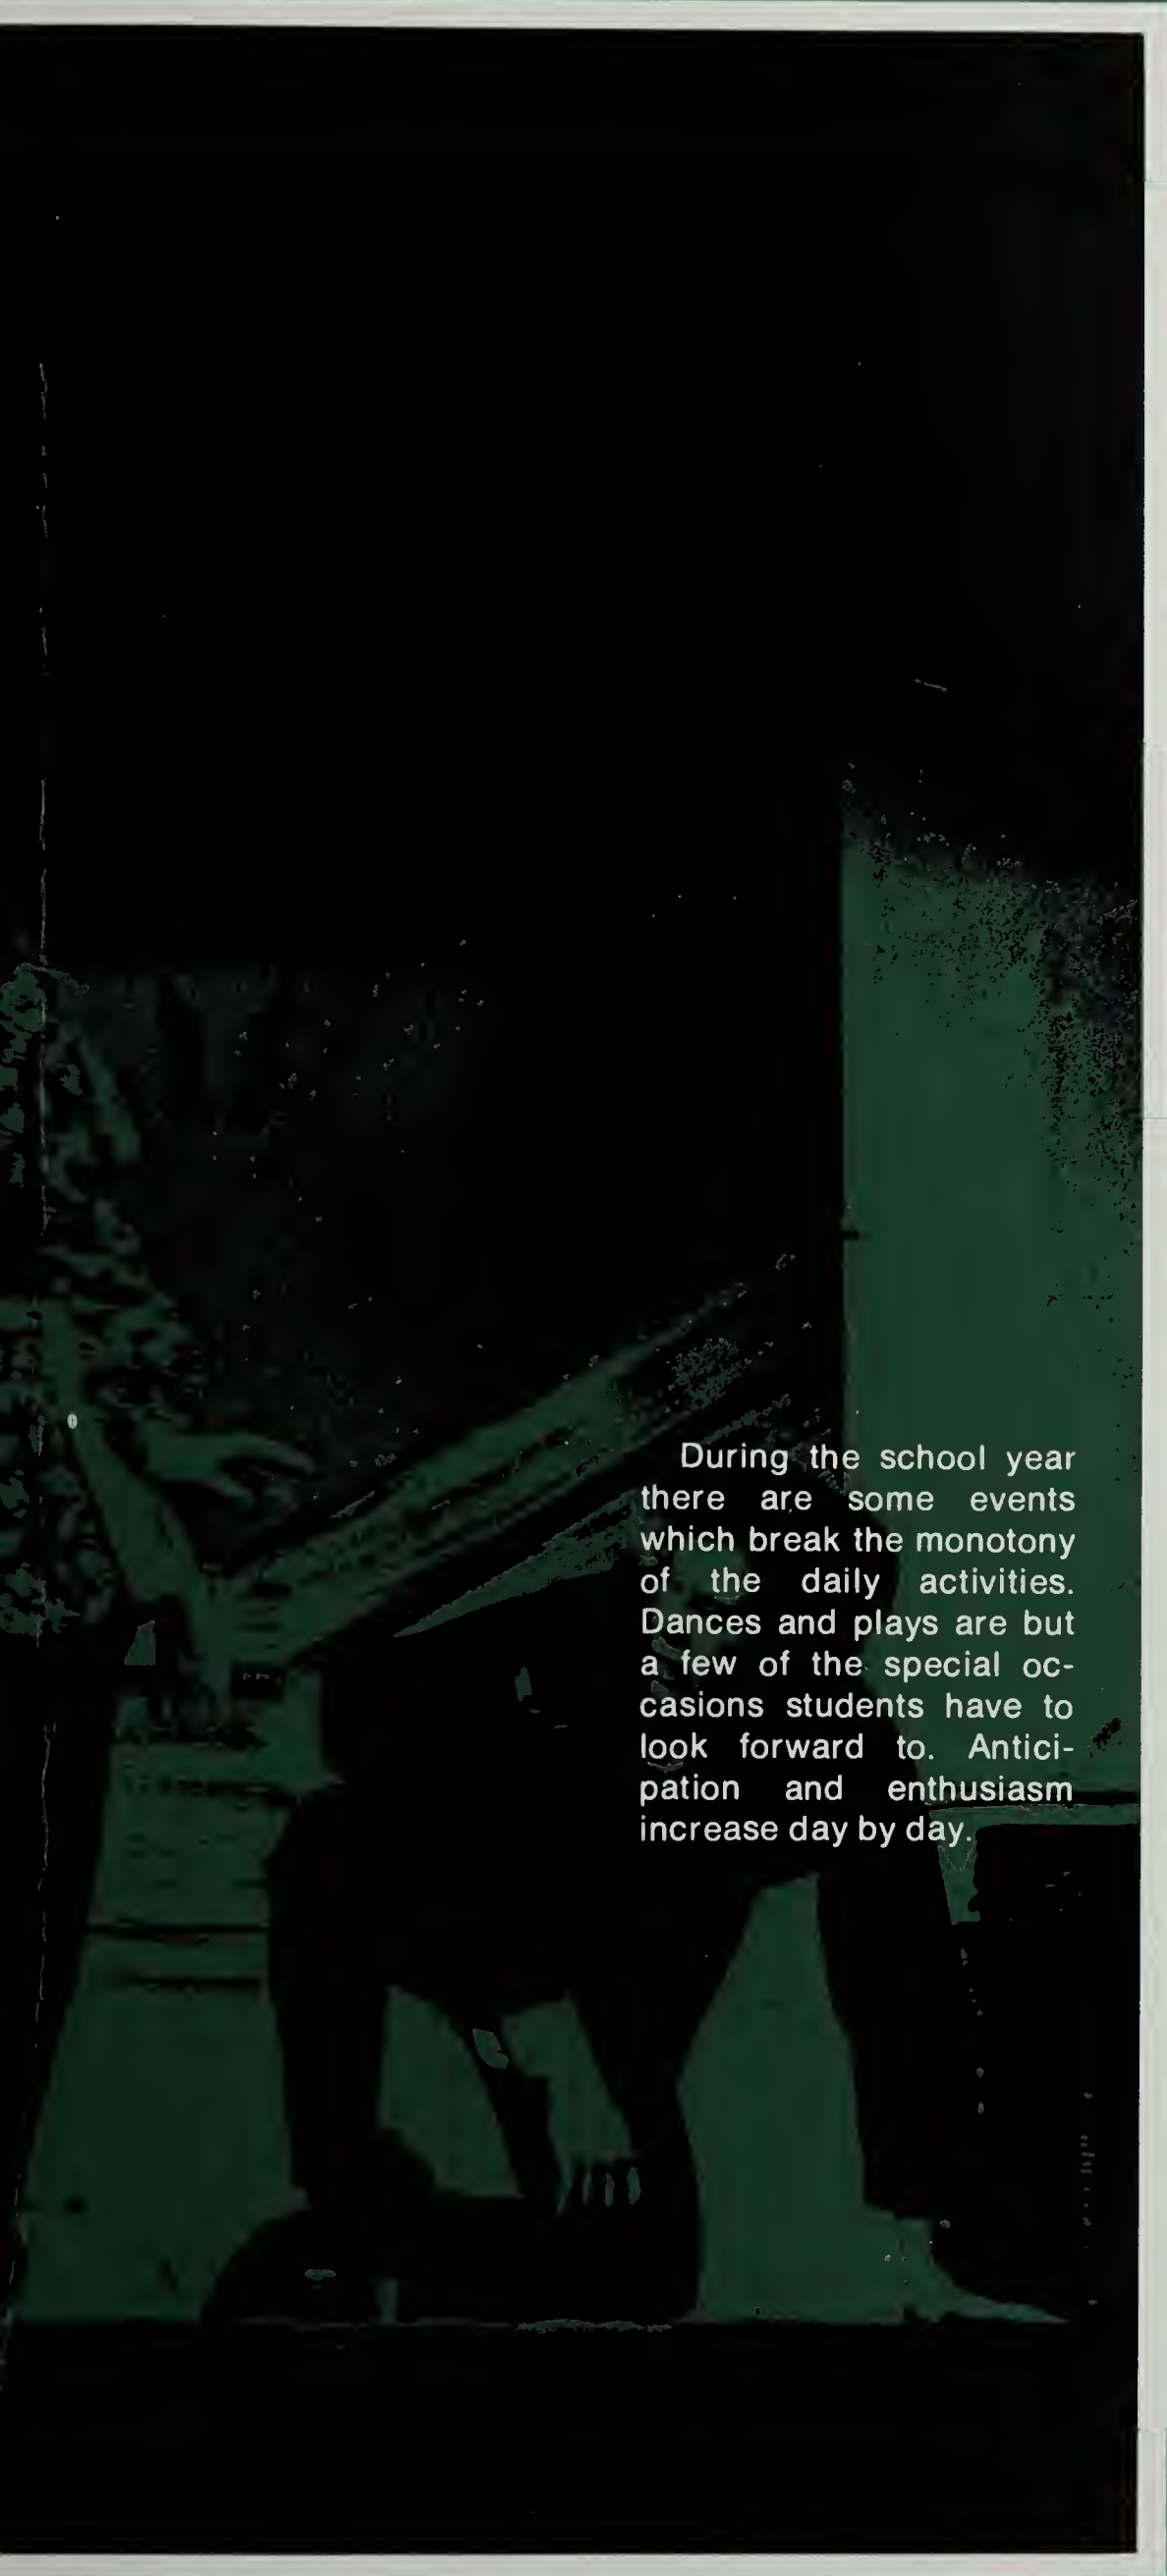 During the school year
there are some events
which break the monotony
of the daily activities.
Dances and plays are but
a few of the special oc-
casions students have to
look forward to. Antici-
pation and enthusiasm
increase day by day.